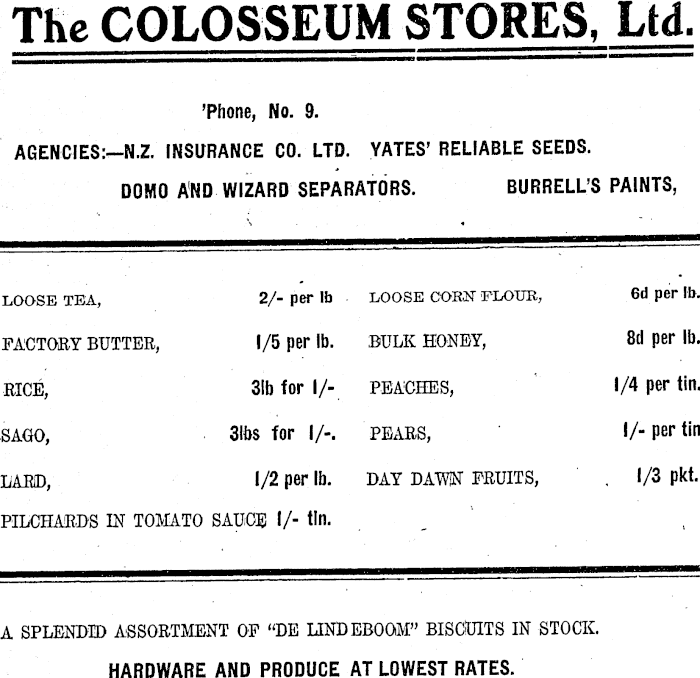 The COLOSSEUM STORES, Ltd.
'Phone, No. 9.
AGENCIES:—N.Z. INSURANCE CO. LTD. YATES' RELIABLE SEEDS.
DOMO AND WIZARD SEPARATORS. BURRELL'S PAINTS,
LOOSE TEA, 2/- per lb LOOSE CORN FLOUR, 6d per lb.
FACTORY BUTTER, 1/5 per lb. BULK HONEY, 8d per lb.
RICE, 3lb for 1/- PEACHES, 1/4 per tin.
SAGO, 3lbs for 1/-. PEARS, 1/- per tin
LARD, 1/2 per lb. DAY DAWN FRUITS, 1/3 pkt.
PILCHARDS IN TOMATO SAUCE 1/- tin.
A SPLENDID ASSORTMENT OF "DE LINDEBOOM" BISCUITS IN STOCK.
HARDWARE AND PRODUCE AT LOWEST RATES.